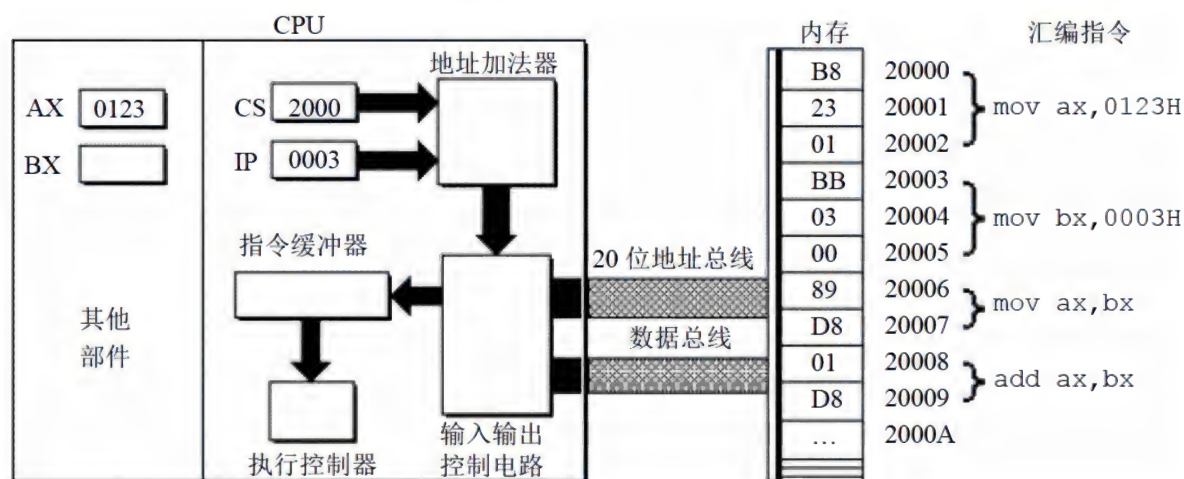 CPU
内存 汇编指令
地址加法器
AX 0123
CS 2000
BX
IP 0003
B8 20000
23 20001 mov ax,0123H
01 20002
BB 20003
03 20004 mov bx,0003H
00 20005
89 20006
D8 20007 mov ax,bx
01 20008
D8 20009 add ax,bx
… 2000A
指令缓冲器
20 位地址总线
数据总线
其他
部件
执行控制器
输入输出
控制电路